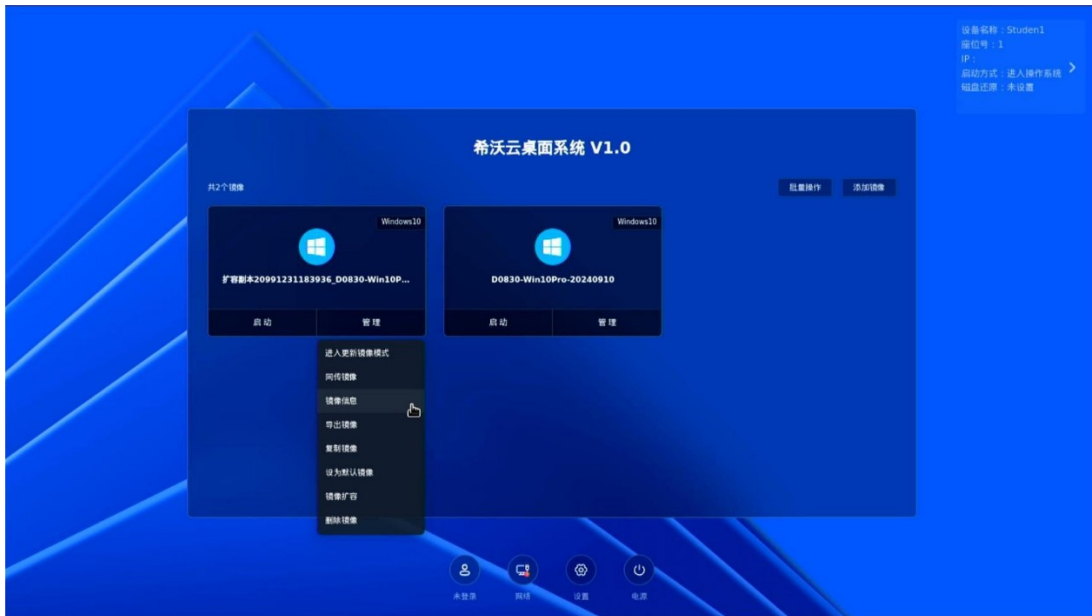 设备名称：Studen1
座位号：1
IP：
启动方式：进入操作系统
磁盘还原：未设置
希沃云桌面系统 V1.0
共2个镜像
批量操作
添加镜像
Windows10
扩容副本20991231183936_D0830-Win10P...
启动
管理
Windows10
D0830-Win10Pro-20240910
启动
管理
进入更新镜像模式
同传镜像
镜像信息
导出镜像
复制镜像
设为默认镜像
镜像扩容
删除镜像
未登录
网络
设置
电源